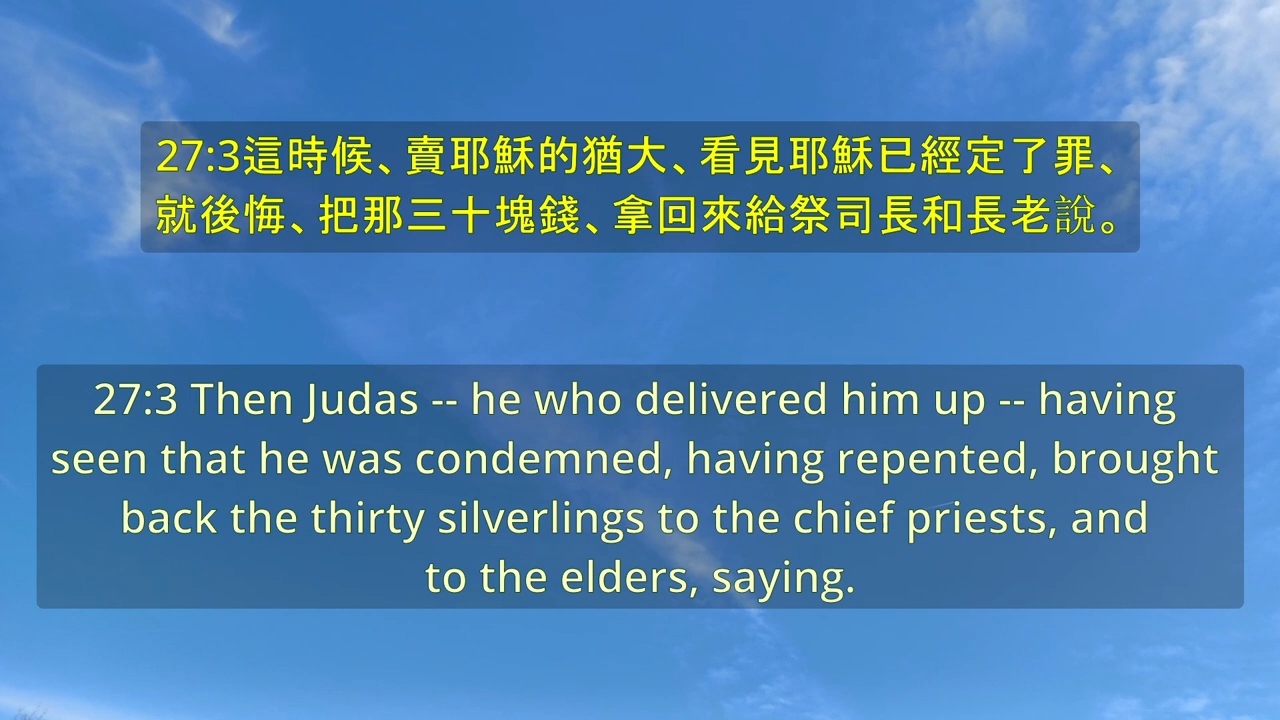 27:3這時候、賣耶穌的猶大、看見耶穌已經定了罪、
就後悔、把那三十塊錢、拿回來給祭司長和長老說。
27:3 Then Judas -- he who delivered him up -- having
seen that he was condemned, having repented, brought
back the thirty silverlings to the chief priests, and
to the elders, saying.